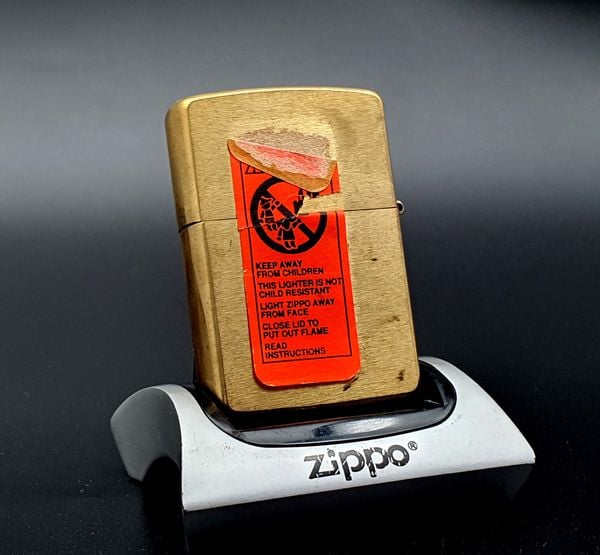 KEEP AWAY
FROM CHILDREN
THIS LIGHTER IS NOT
CHILD RESISTANT
LIGHT ZIPPO AWAY
FROM FACE
CLOSE LID TO
PUT OUT FLAME
READ
INSTRUCTIONS
zippo®